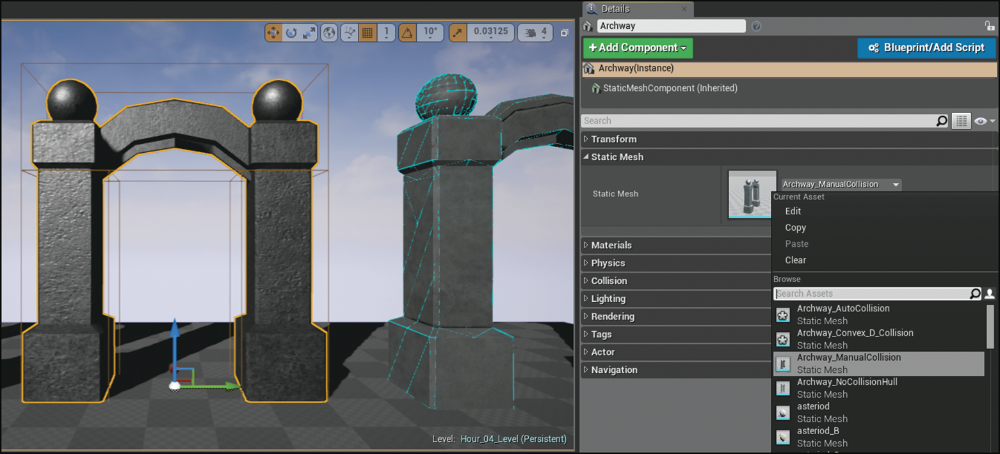 1
10°
0.03125
4
Level: Hour_04_Level (Persistent)
Details
Archway
Add Component
Blueprint/Add Script
Archway(Instance)
StaticMeshComponent (Inherited)
Search
Transform
Static Mesh
Static Mesh
Archway_ManualCollision
Current Asset
Edit
Copy
Paste
Clear
Materials
Physics
Collision
Lighting
Rendering
Tags
Actor
Navigation
Browse
Search Assets
Archway_AutoCollision
Static Mesh
Archway_Convex_D_Collision
Static Mesh
Archway_ManualCollision
Static Mesh
Archway_NoCollisionHull
Static Mesh
asteriod
Static Mesh
asteriod_B
Static Mesh